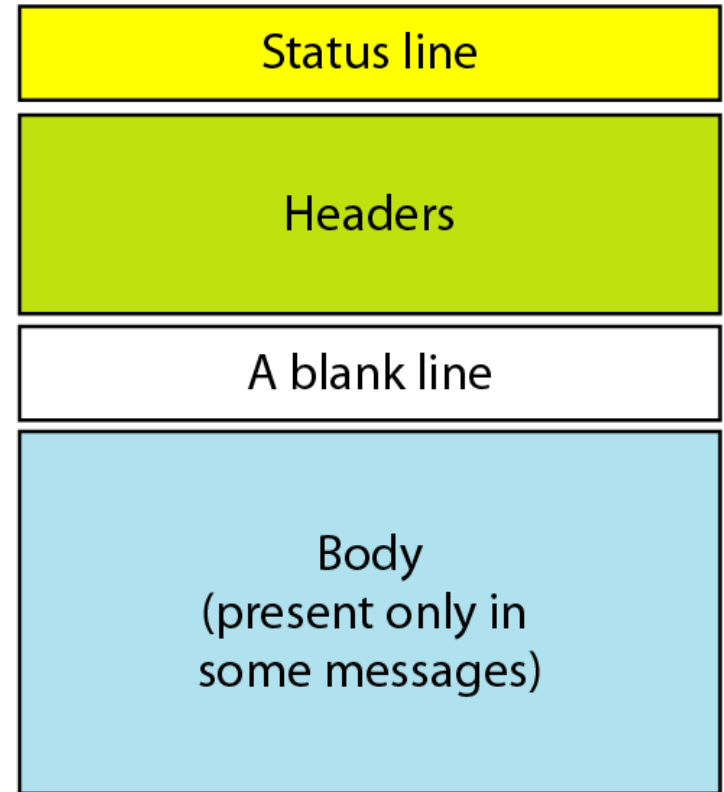 Status line
Headers
A blank line
Body
(present only in
some messages)